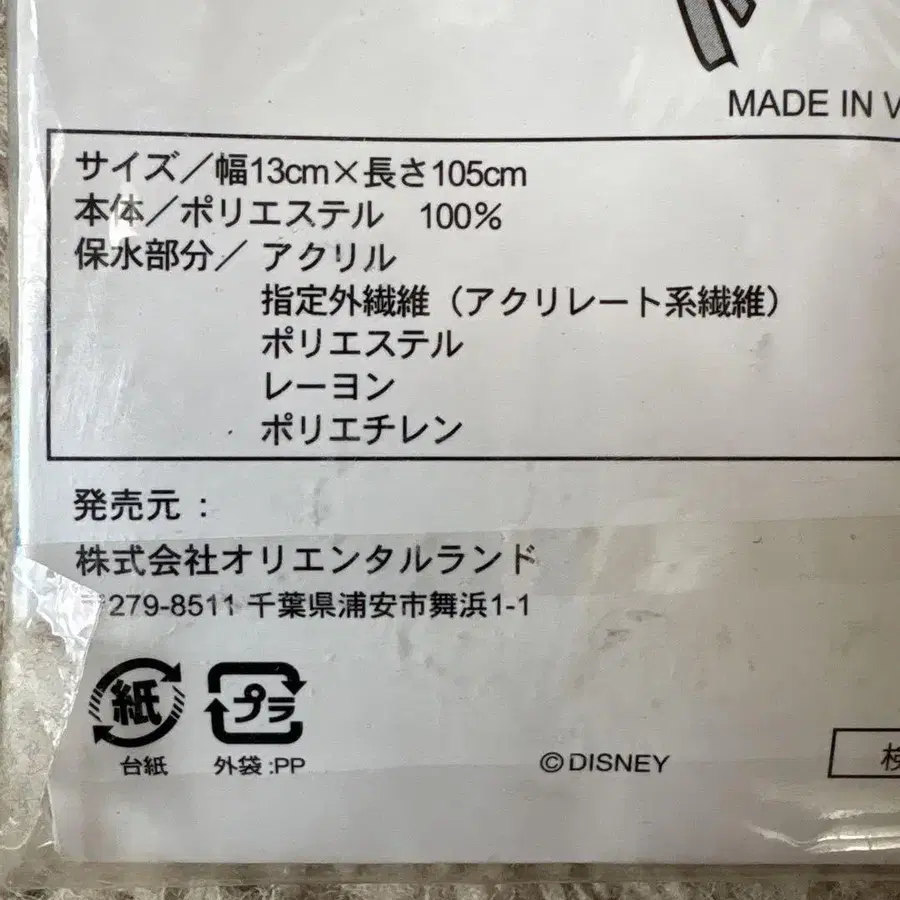 MADE IN V
サイズ／幅13cm×長さ105cm
本体／ポリエステル　100%
保水部分／アクリル
指定外繊維（アクリレート系繊維）
ポリエステル
レーヨン
ポリエチレン
発売元：
株式会社オリエンタルランド
〒279-8511 千葉県浦安市舞浜1-1
紙
プラ
台紙
外袋:PP
©DISNEY
検